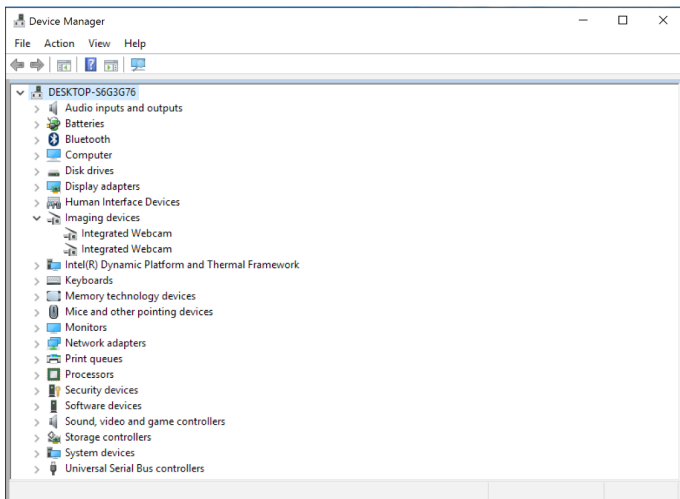 Device Manager
File Action View Help
DESKTOP-S6G3G76
Audio inputs and outputs
Batteries
Bluetooth
Computer
Disk drives
Display adapters
Human Interface Devices
Imaging devices
Integrated Webcam
Integrated Webcam
Intel(R) Dynamic Platform and Thermal Framework
Keyboards
Memory technology devices
Mice and other pointing devices
Monitors
Network adapters
Print queues
Processors
Security devices
Software devices
Sound, video and game controllers
Storage controllers
System devices
Universal Serial Bus controllers